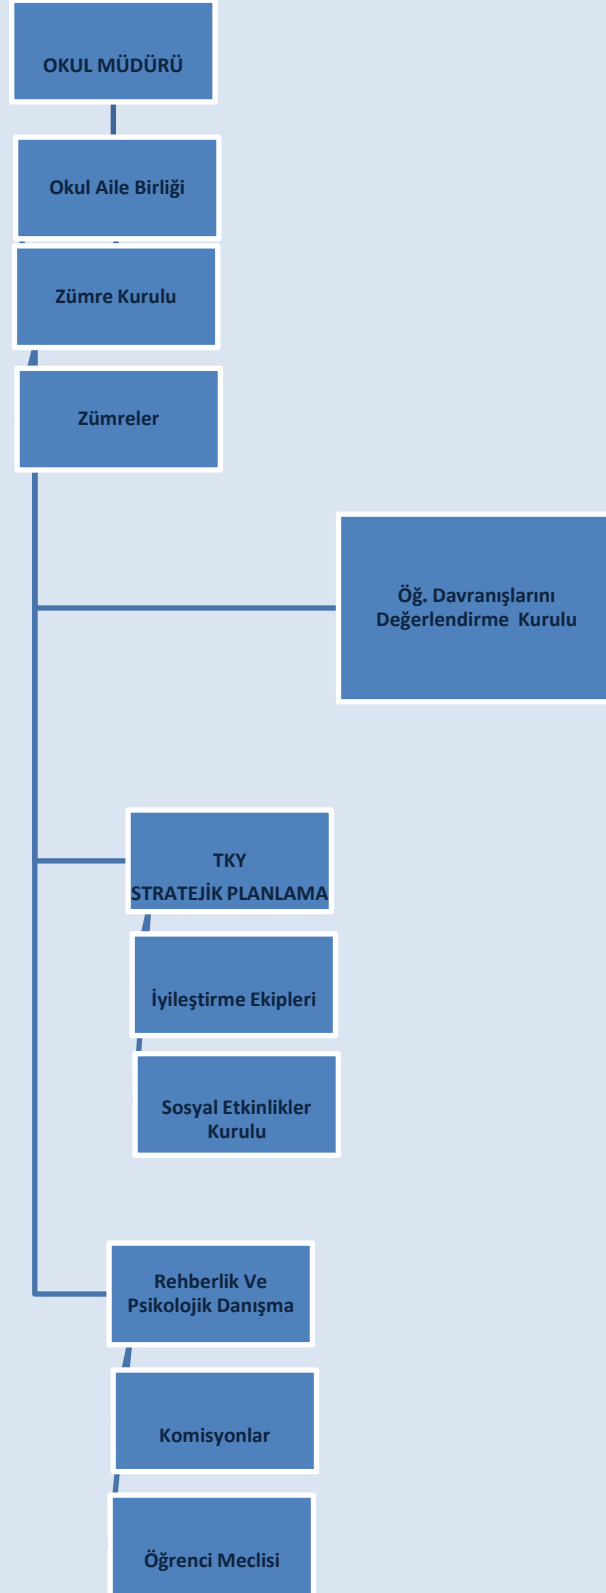 OKUL MÜDÜRÜ
Okul Aile Birliği
Zümre Kurulu
Zümreler
Öğ. Davranışlarını
Değerlendirme Kurulu
TKY
STRATEJİK PLANLAMA
İyileştirme Ekipleri
Sosyal Etkinlikler
Kurulu
Rehberlik Ve
Psikolojik Danışma
Komisyonlar
Öğrenci Meclisi